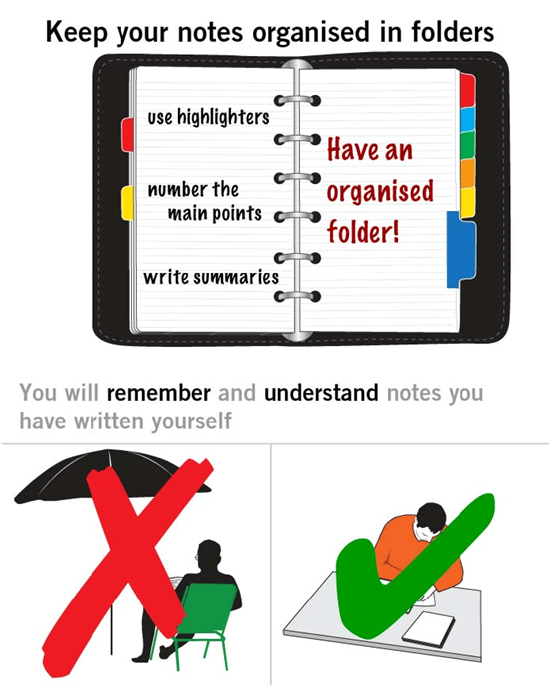 Keep your notes organised in folders
use highlighters
number the
main points
write summaries
Have an
organised
folder!
You will remember and understand notes you
have written yourself